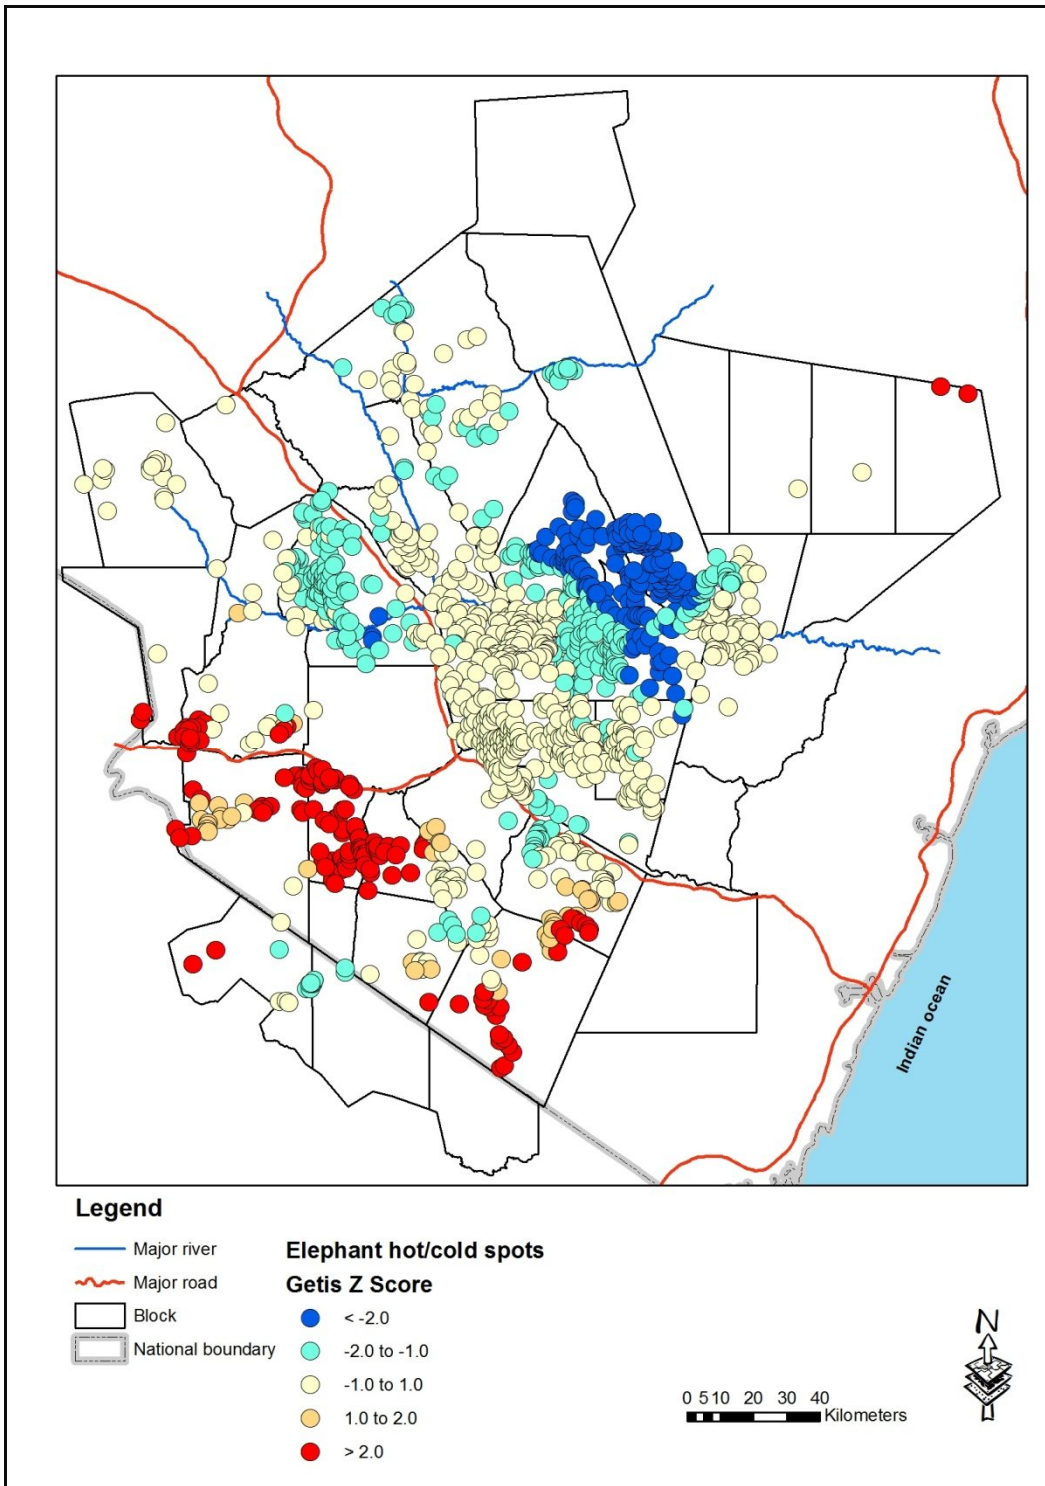 Indian ocean
Legend
Major river
Major road
Block
National boundary
Elephant hot/cold spots
Getis Z Score
< -2.0
-2.0 to -1.0
-1.0 to 1.0
1.0 to 2.0
> 2.0
N
0 5 10 20 30 40
Kilometers